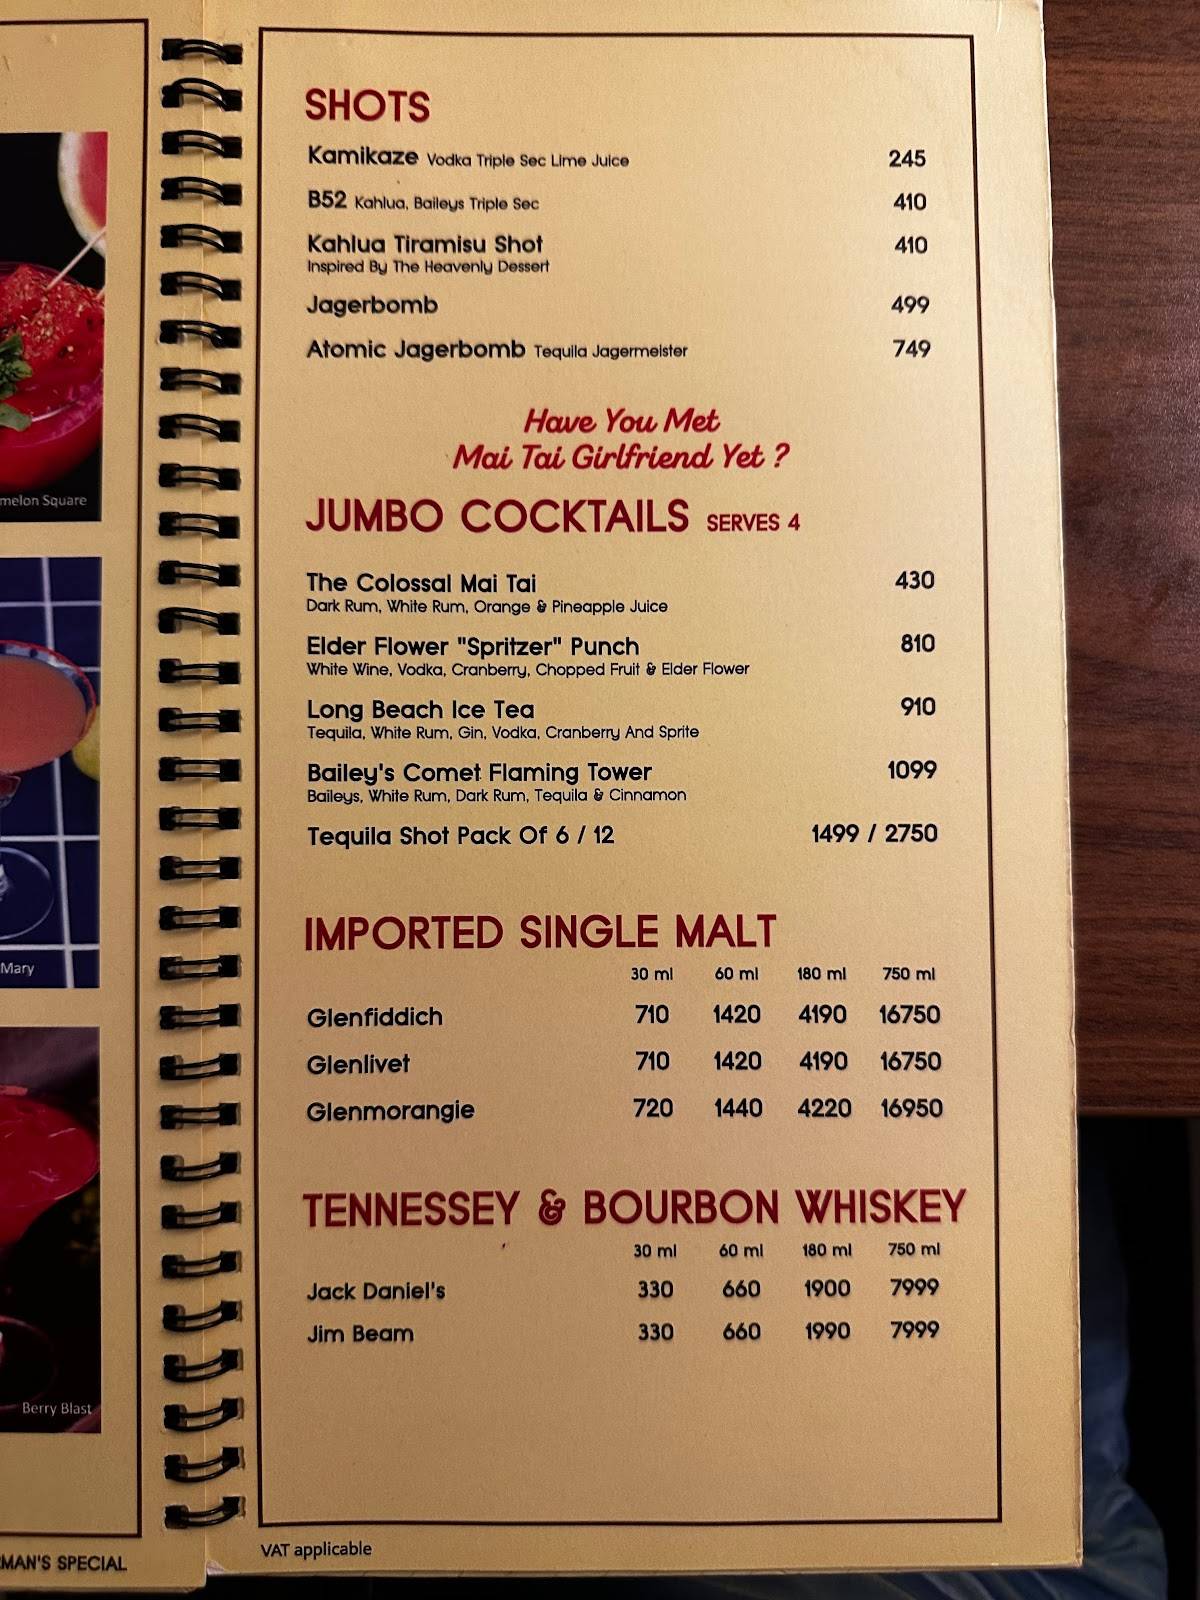 melon Square
Mary
Berry Blast
MAN'S SPECIAL
SHOTS
Kamikaze Vodka Triple Sec Lime Juice 245
B52 Kahlua, Baileys Triple Sec 410
Kahlua Tiramisu Shot 410
Inspired By The Heavenly Dessert
Jagerbomb 499
Atomic Jagerbomb Tequila Jagermeister 749
Have You Met
Mai Tai Girlfriend Yet ?
JUMBO COCKTAILS SERVES 4
The Colossal Mai Tai 430
Dark Rum, White Rum, Orange & Pineapple Juice
Elder Flower "Spritzer" Punch 810
White Wine, Vodka, Cranberry, Chopped Fruit & Elder Flower
Long Beach Ice Tea 910
Tequila, White Rum, Gin, Vodka, Cranberry And Sprite
Bailey's Comet Flaming Tower 1099
Baileys, White Rum, Dark Rum, Tequila & Cinnamon
Tequila Shot Pack Of 6 / 12 1499 / 2750
IMPORTED SINGLE MALT
30 ml 60 ml 180 ml 750 ml
Glenfiddich 710 1420 4190 16750
Glenlivet 710 1420 4190 16750
Glenmorangie 720 1440 4220 16950
TENNESSEY & BOURBON WHISKEY
30 ml 60 ml 180 ml 750 ml
Jack Daniel's 330 660 1900 7999
Jim Beam 330 660 1990 7999
VAT applicable